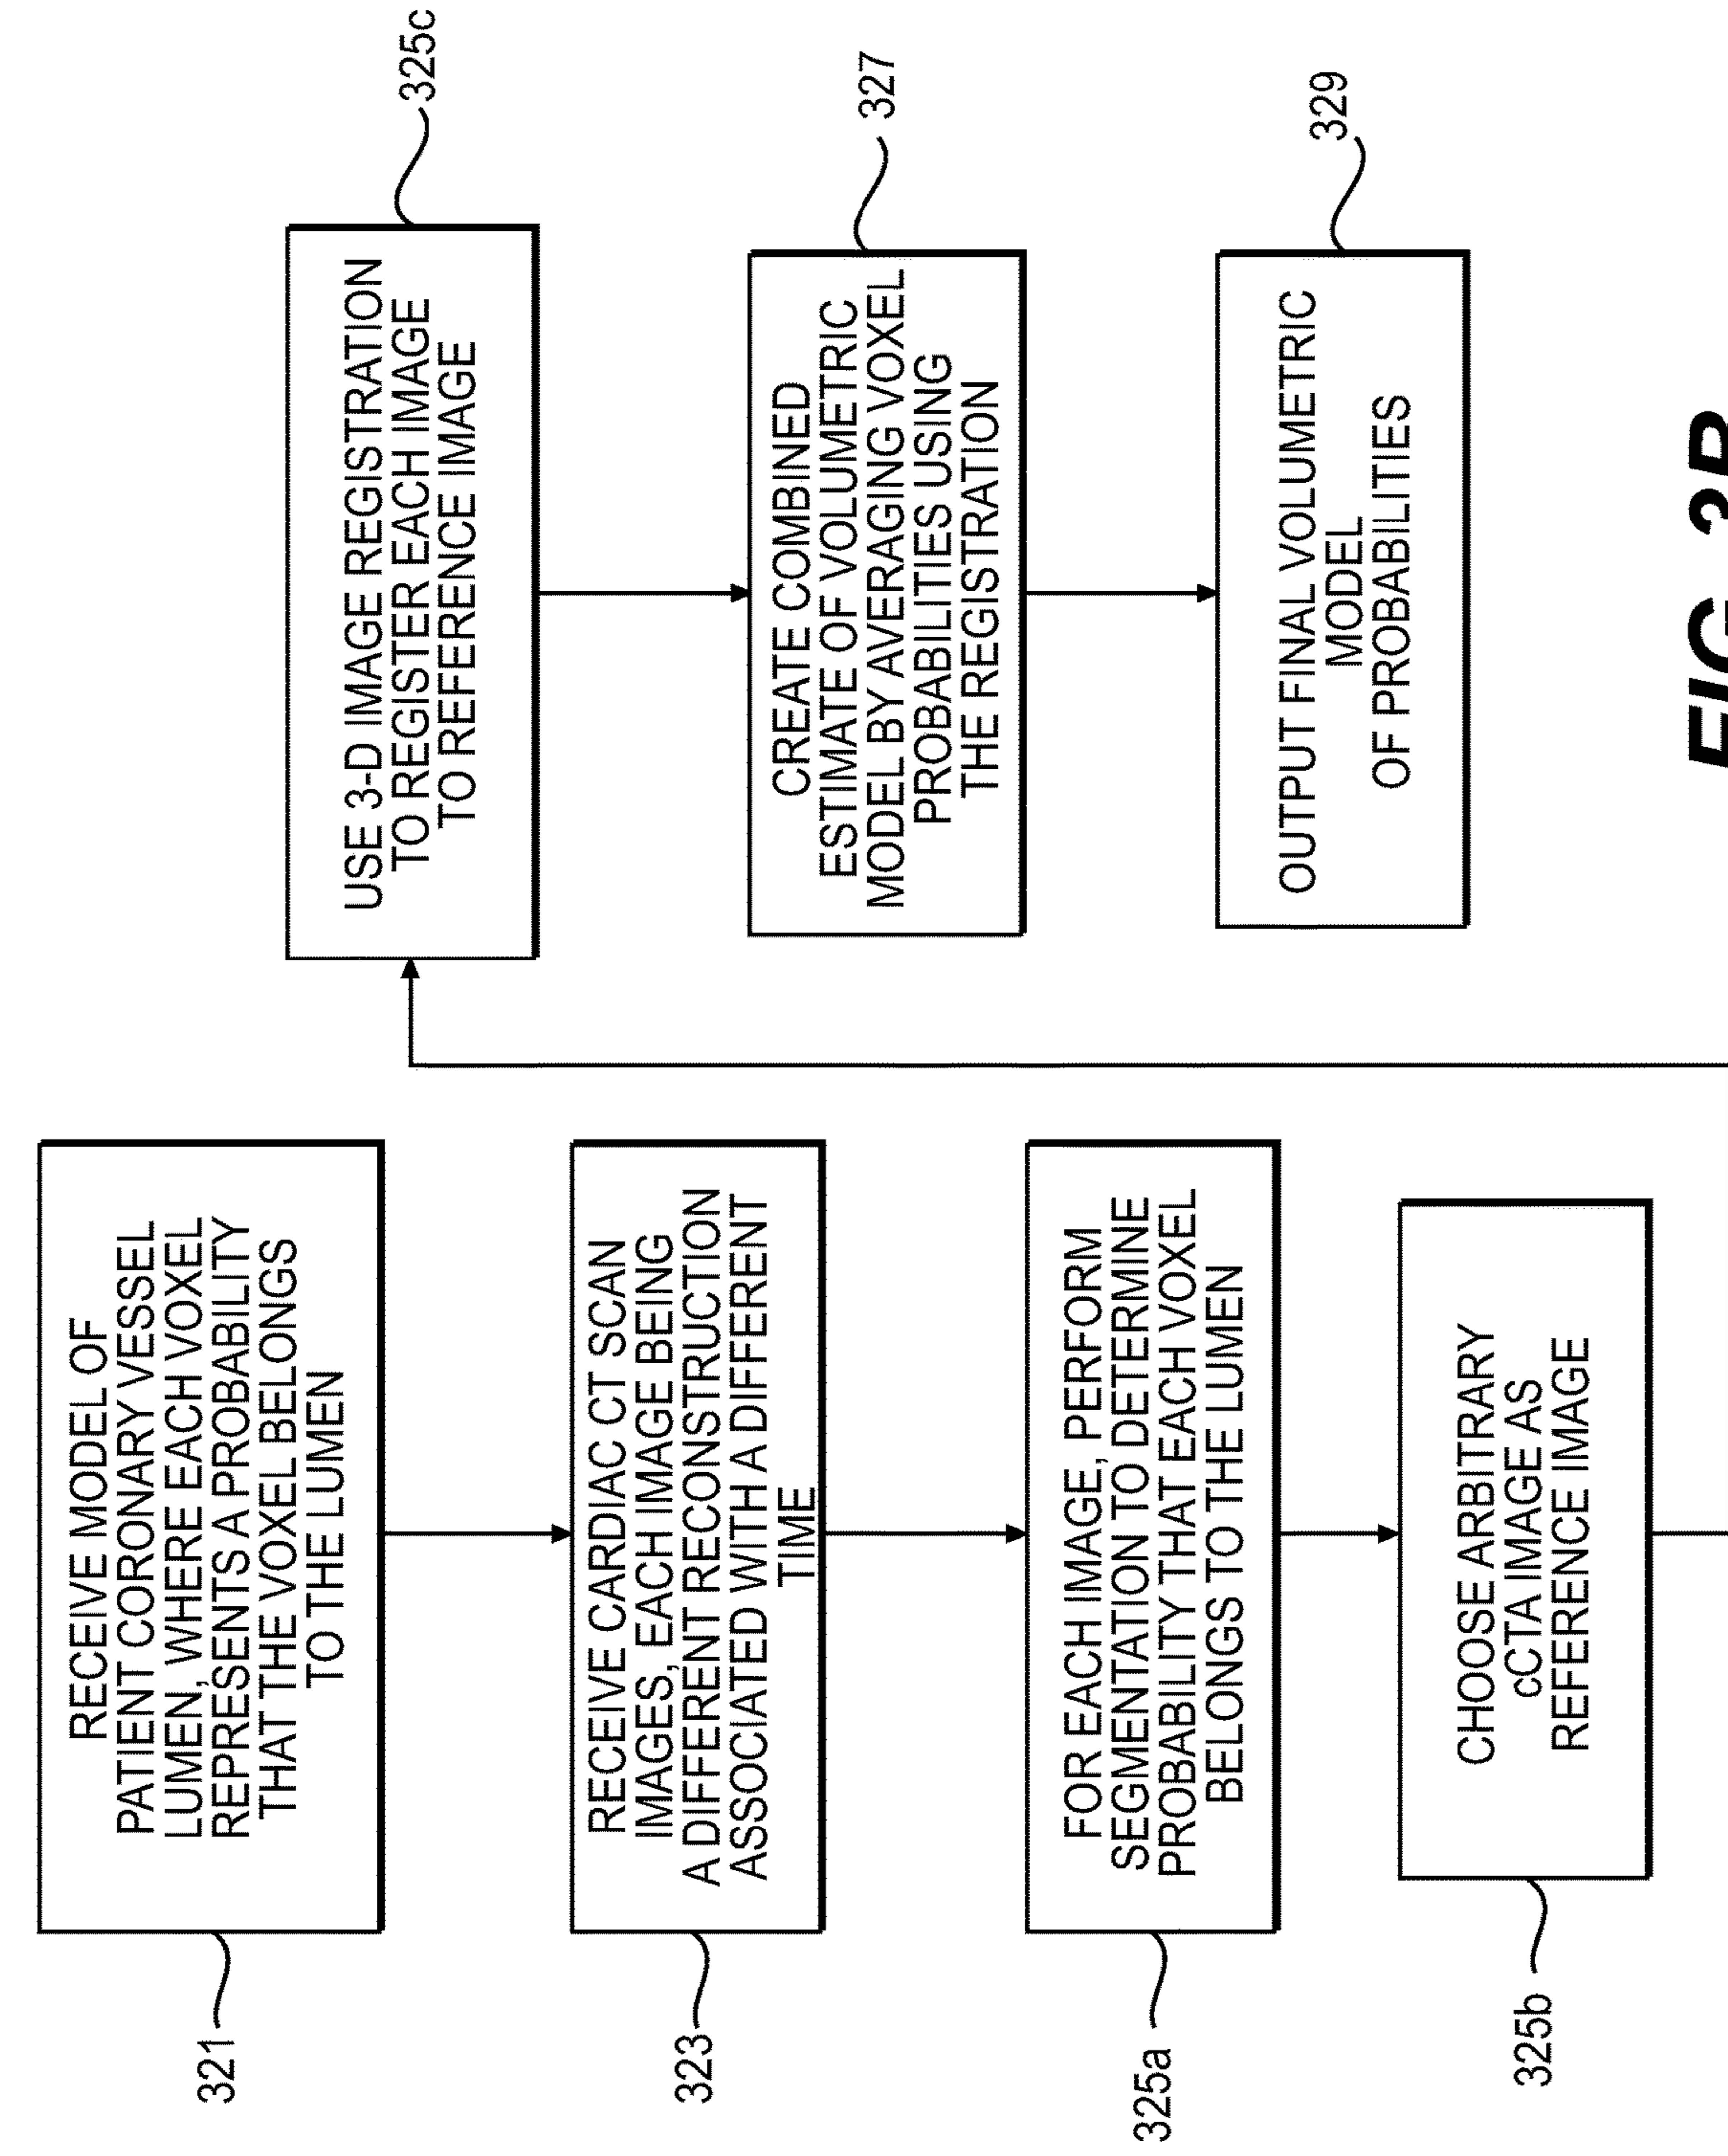 RECEIVE MODEL OF
PATIENT CORONARY VESSEL
LUMEN, WHERE EACH VOXEL
REPRESENTS A PROBABILITY
THAT THE VOXEL BELONGS
TO THE LUMEN
321
RECEIVE CARDIAC CT SCAN
IMAGES, EACH IMAGE BEING
A DIFFERENT RECONSTRUCTION
ASSOCIATED WITH A DIFFERENT
TIME
323
FOR EACH IMAGE, PERFORM
SEGMENTATION TO DETERMINE
PROBABILITY THAT EACH VOXEL
BELONGS TO THE LUMEN
325a
CHOOSE ARBITRARY
cCTA IMAGE AS
REFERENCE IMAGE
325b
USE 3-D IMAGE REGISTRATION
TO REGISTER EACH IMAGE
TO REFERENCE IMAGE
325c
CREATE COMBINED
ESTIMATE OF VOLUMETRIC
MODEL BY AVERAGING VOXEL
PROBABILITIES USING
THE REGISTRATION
327
OUTPUT FINAL VOLUMETRIC
MODEL
OF PROBABILITIES
329
FIG. 3B